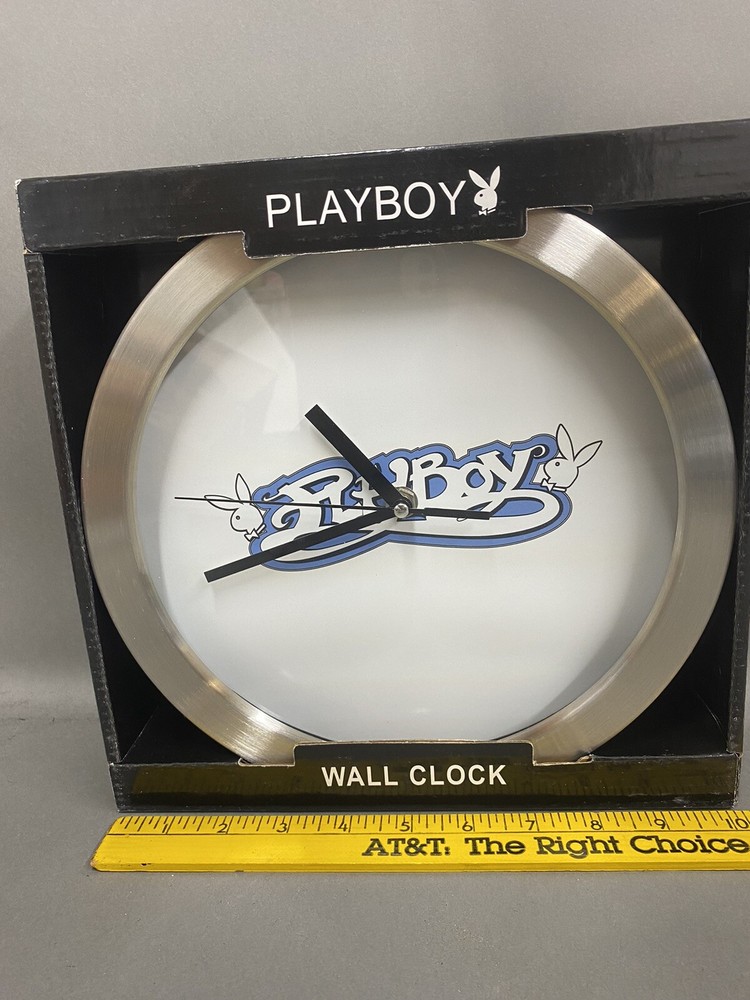 PLAYBOY
PLAYBOY
WALL CLOCK
1 2 3 4 5 6 7 8 9 10
AT&T: The Right Choice